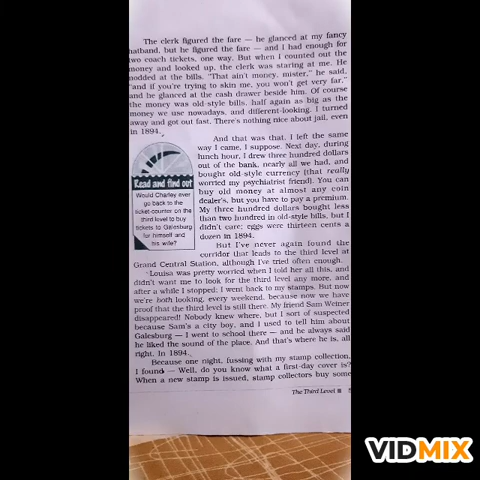 The clerk figured the fare — he glanced at my fancy
hatband, but he figured the fare — and I had enough for
two coach tickets, one way. But when I counted out the
money and looked up, the clerk was staring at me. He
nodded at the bills. "That ain't money, mister," he said,
"and if you're trying to skin me, you won't get very far,"
and he glanced at the cash drawer beside him. Of course
the money was old-style bills, half again as big as the
money we use nowadays, and different-looking. I turned
away and got out fast. There's nothing nice about jail, even
in 1894.
And that was that. I left the same
way I came, I suppose. Next day, during
lunch hour, I drew three hundred dollars
out of the bank, nearly all we had, and
bought old-style currency (that really
worried my psychiatrist friend). You can
buy old money at almost any coin
dealer's, but you have to pay a premium.
My three hundred dollars bought less
than two hundred in old-style bills, but I
didn't care; eggs were thirteen cents a
dozen in 1894.
But I've never again found the
corridor that leads to the third level at
Grand Central Station, although I've tried often enough.
Read and find out
Would Charley ever
go back to the
ticket-counter on the
third level to buy
tickets to Galesburg
for himself and
his wife?
Louisa was pretty worried when I told her all this, and
didn't want me to look for the third level any more, and
after a while I stopped; I went back to my stamps. But now
we're both looking, every weekend, because now we have
proof that the third level is still there. My friend Sam Weiner
disappeared! Nobody knew where, but I sort of suspected
because Sam's a city boy, and I used to tell him about
Galesburg — I went to school there — and he always said
he liked the sound of the place. And that's where he is, all
right. In 1894.
Because one night, fussing with my stamp collection,
I found — Well, do you know what a first-day cover is?
When a new stamp is issued, stamp collectors buy some
The Third Level
VIDMIX